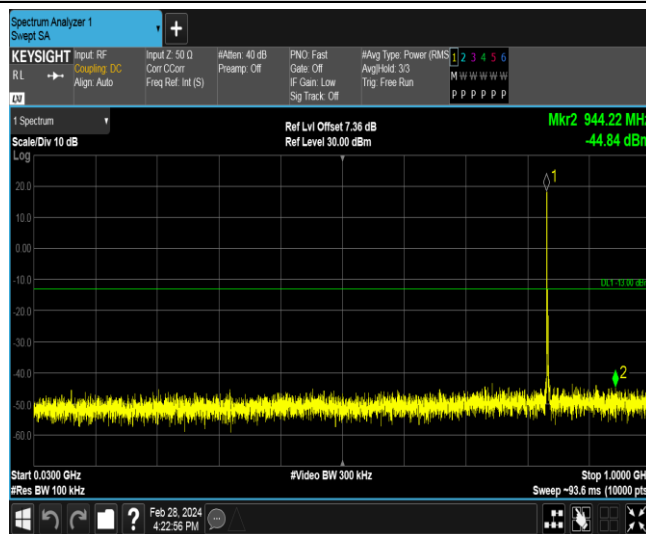 Spectrum Analyzer 1
Swept SA
KEYSIGHT
RL
LXI
Input: RF
Coupling: DC
Align: Auto
Input Z: 50 Ω
Corr CCorr
Freq Ref: Int (S)
#Atten: 40 dB
Preamp: Off
PNO: Fast
Gate: Off
IF Gain: Low
Sig Track: Off
#Avg Type: Power (RMS
Avg|Hold: 3/3
Trig: Free Run
1 2 3 4 5 6
M W W W W W
P P P P P P
1 Spectrum
Scale/Div 10 dB
Log
Ref Lvl Offset 7.36 dB
Ref Level 30.00 dBm
Mkr2 944.22 MHz
-44.84 dBm
1
20.0
10.0
0.00
-10.0
DL1 -13.00 dBm
-20.0
-30.0
-40.0
2
-50.0
-60.0
Start 0.0300 GHz
#Res BW 100 kHz
#Video BW 300 kHz
Stop 1.0000 GH
Sweep ~93.6 ms (10000 pts
?
Feb 28, 2024
4:22:56 PM